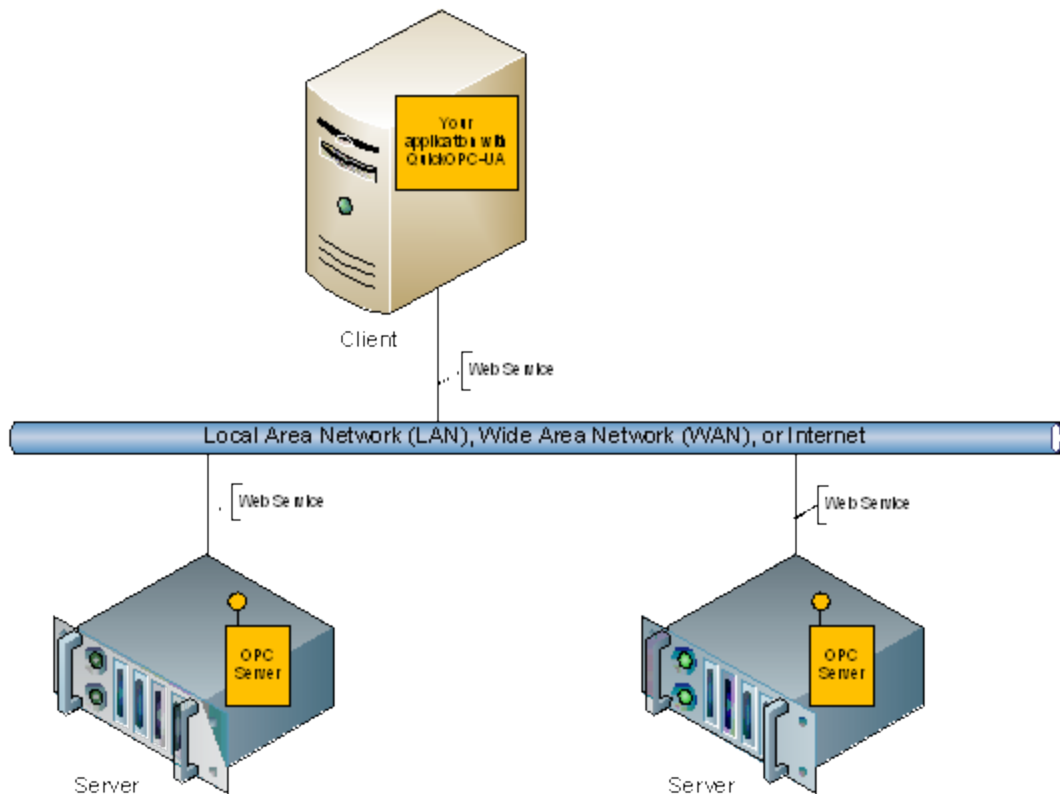 Your
application with
QuickOPC-UA
Client
Web Service
Local Area Network (LAN), Wide Area Network (WAN), or Internet
Web Service
Web Service
OPC
Server
OPC
Server
Server
Server